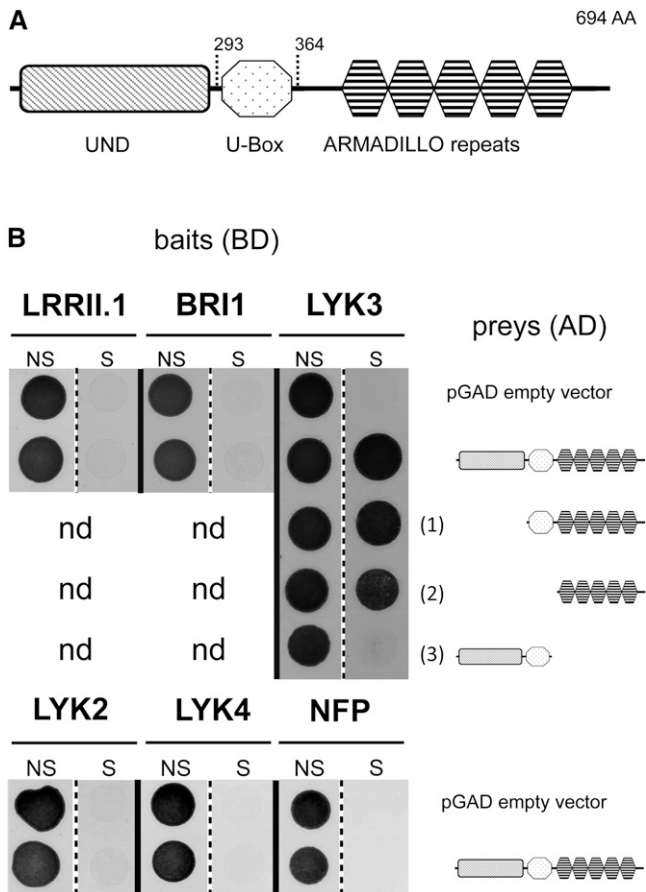 A
694 AA
293 364
UND U-Box ARMADILLO repeats
B
baits (BD)
LRRII.1 BRI1 LYK3
preys (AD)
NS S NS S NS S
pGAD empty vector
nd nd (1)
nd nd (2)
nd nd (3)
LYK2 LYK4 NFP
NS S NS S NS S
pGAD empty vector